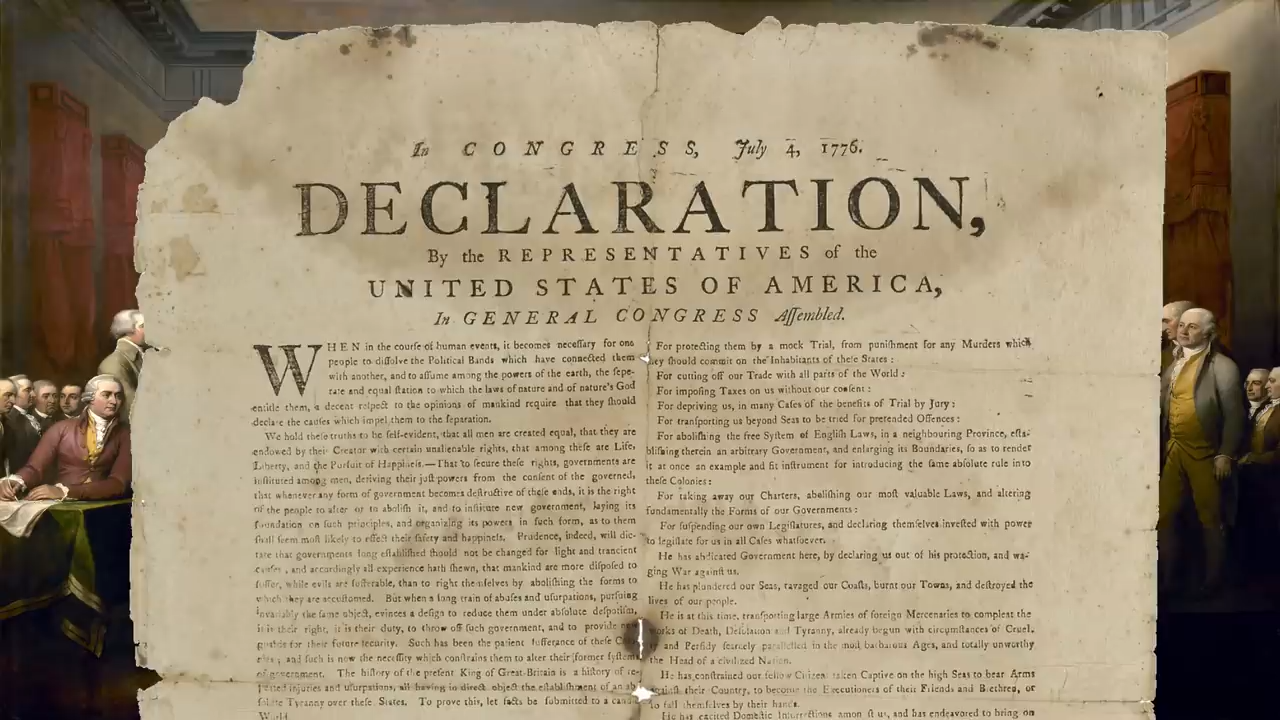 In CONGRESS, July 4, 1776.
DECLARATION,
By the REPRESENTATIVES of the
UNITED STATES OF AMERICA,
In GENERAL CONGRESS Assembled.
WHEN in the course of human events, it becomes necessary for one
people to dissolve the Political Bands which have connected them
with another, and to assume among the powers of the earth, the sepe-
rate and equal station to which the laws of nature and of nature's God
entitle them, a decent respect to the opinions of mankind require that they should
declare the causes which impel them to the separation.
We hold these truths to be self-evident, that all men are created equal, that they are
endowed by their Creator with certain unalienable rights, that among these are Life,
Liberty, and the Pursuit of Happiness.—That to secure these rights, governments are
instituted among men, deriving their just powers from the consent of the governed,
that whenever any form of government becomes destructive of these ends, it is the right
of the people to alter or to abolish it, and to institute new government, laying its
foundation on such principles, and organizing its powers in such form, as to them
shall seem most likely to effect their safety and happiness. Prudence, indeed, will dic-
tate that governments long established should not be changed for light and trancient
causes, and accordingly all experience hath shewn, that mankind are more disposed to
suffer, while evils are sufferable, than to right themselves by abolishing the forms to
which they are accustomed. But when a long train of abuses and usurpations, pursuing
invariably the same object, evinces a design to reduce them under absolute despotism,
it is their right, it is their duty, to throw off such government, and to provide new
guards for their future security. Such has been the patient sufferance of these
and such is now the necessity which constrains them to alter their former systems
of government. The history of the present King of Great-Britain is a history of re-
peated injuries and usurpations, all having in direct object the establishment of an ab
solute Tyranny over these States. To prove this, let facts be submitted to a cand
World.
For protecting them by a mock Trial, from punishment for any Murders which
they should commit on the Inhabitants of these States :
For cutting off our Trade with all parts of the World :
For imposing Taxes on us without our consent :
For depriving us, in many Cases of the benefits of Trial by Jury :
For transporting us beyond Seas to be tried for pretended Offences :
For abolishing the free System of English Laws, in a neighbouring Province, esta-
blishing therein an arbitrary Government, and enlarging its Boundaries, so as to render
it at once an example and fit instrument for introducing the same absolute rule into
these Colonies :
For taking away our Charters, abolishing our most valuable Laws, and altering
fundamentally the Forms of our Governments :
For suspending our own Legislatures, and declaring themselves invested with power
to legislate for us in all Cases whatsoever.
He has abdicated Government here, by declaring us out of his protection, and wa-
ging War against us.
He has plundered our Seas, ravaged our Coasts, burnt our Towns, and destroyed the
lives of our people.
He is at this time, transporting large Armies of foreign Mercenaries to compleat the
works of Death, Desolation and Tyranny, already begun with circumstances of Cruel.
and Perfidy scarcely paralleled in the most barbarous Ages, and totally unworthy
the Head of a civilized Nation.
He has constrained our fellow Citizens taken Captive on the high Seas to bear Arms
against their Country, to become the Executioners of their Friends and Brethred, or
to fall themselves by their hands.
He has excited Domestic Insurrections amongst us, and has endeavored to bring on